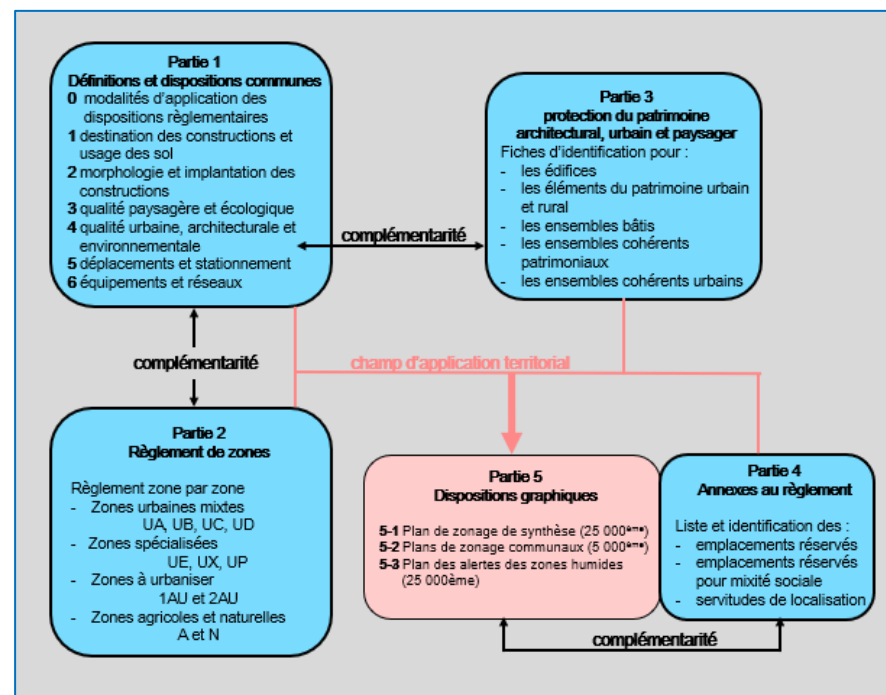 Partie 1
Définitions et dispositions communes
0 modalités d'application des
dispositions règlementaires
1 destination des constructions et
usage des sol
2 morphologie et implantation des
constructions
3 qualité paysagère et écologique
4 qualité urbaine, architecturale et
environnementale
5 déplacements et stationnement
6 équipements et réseaux
complémentarité
Partie 3
protection du patrimoine
architectural, urbain et paysager
Fiches d'identification pour :
- les édifices
- les éléments du patrimoine urbain
et rural
- les ensembles bâtis
- les ensembles cohérents
patrimoniaux
- les ensembles cohérents urbains
complémentarité
champ d'application territorial
Partie 2
Règlement de zones
Règlement zone par zone
- Zones urbaines mixtes
UA, UB, UC, UD
- Zones spécialisées
UE, UX, UP
- Zones à urbaniser
1AU et 2AU
- Zones agricoles et naturelles
A et N
Partie 5
Dispositions graphiques
5-1 Plan de zonage de synthèse (25 000ème)
5-2 Plans de zonage communaux (5 000ème)
5-3 Plan des alertes des zones humides
(25 000ème)
Partie 4
Annexes au règlement
Liste et identification des :
- emplacements réservés
- emplacements réservés
pour mixité sociale
- servitudes de localisation
complémentarité